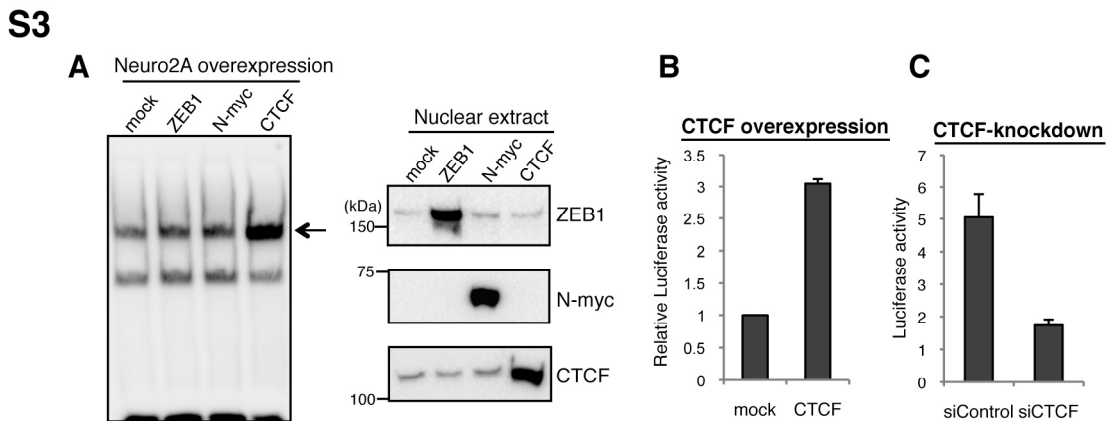 S3
A
Neuro2A overexpression
mock ZEB1 N-myc CTCF
Nuclear extract
mock ZEB1 N-myc CTCF
(kDa)
150
ZEB1
75
N-myc
CTCF
100
B
CTCF overexpression
Relative Luciferase activity
3.5
3
2.5
2
1.5
1
0.5
0
mock CTCF
C
CTCF-knockdown
Luciferase activity
7
6
5
4
3
2
1
0
siControl siCTCF